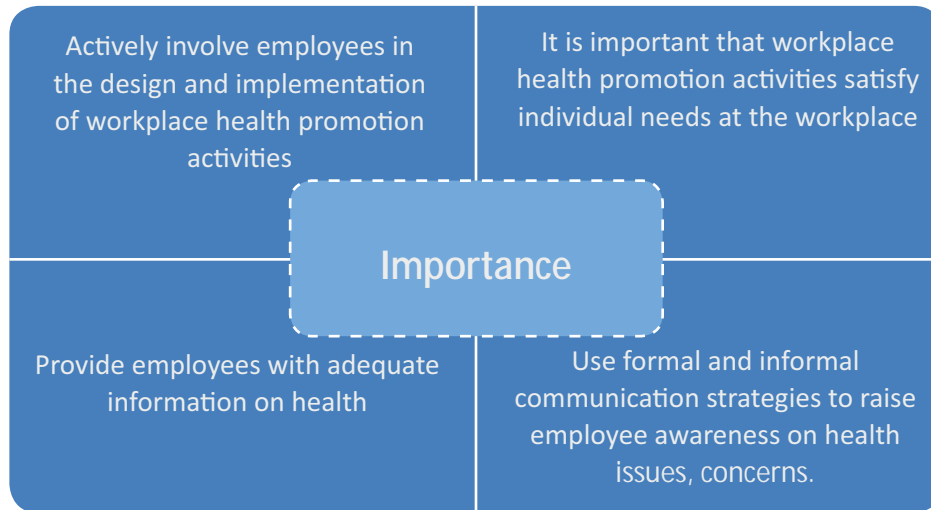 Actively involve employees in
the design and implementation
of workplace health promotion
activities
It is important that workplace
health promotion activities satisfy
individual needs at the workplace
Importance
Provide employees with adequate
information on health
Use formal and informal
communication strategies to raise
employee awareness on health
issues, concerns.